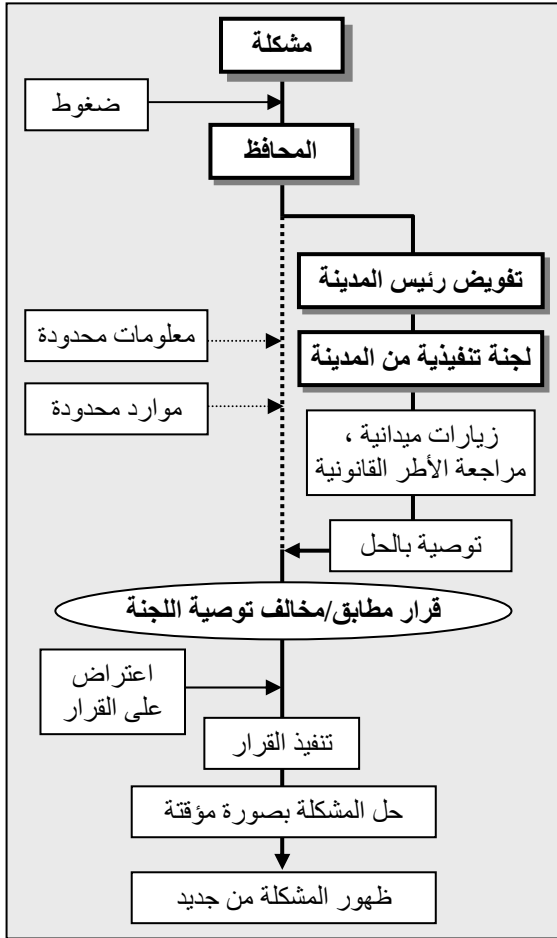 مشكلة
ضغوط
المحافظ
تفويض رئيس المدينة
معلومات محدودة
لجنة تنفيذية من المدينة
موارد محدودة
زيارات ميدانية ،
مراجعة الأطر القانونية
توصية بالحل
قرار مطابق/مخالف توصية اللجنة
اعتراض
على القرار
تنفيذ القرار
حل المشكلة بصورة مؤقتة
ظهور المشكلة من جديد